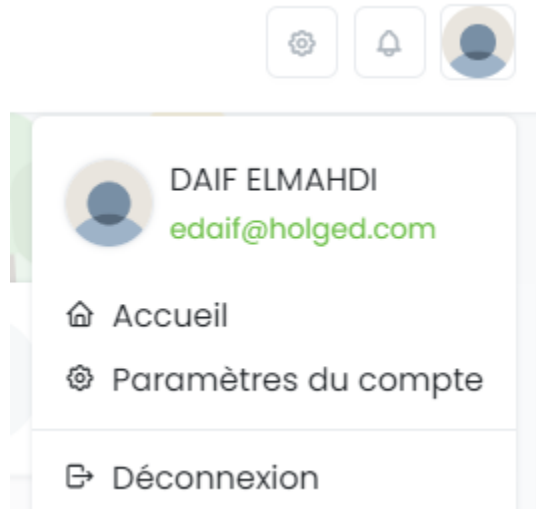 DAIF ELMAHDI
edaif@holged.com
Accueil
Paramètres du compte
Déconnexion